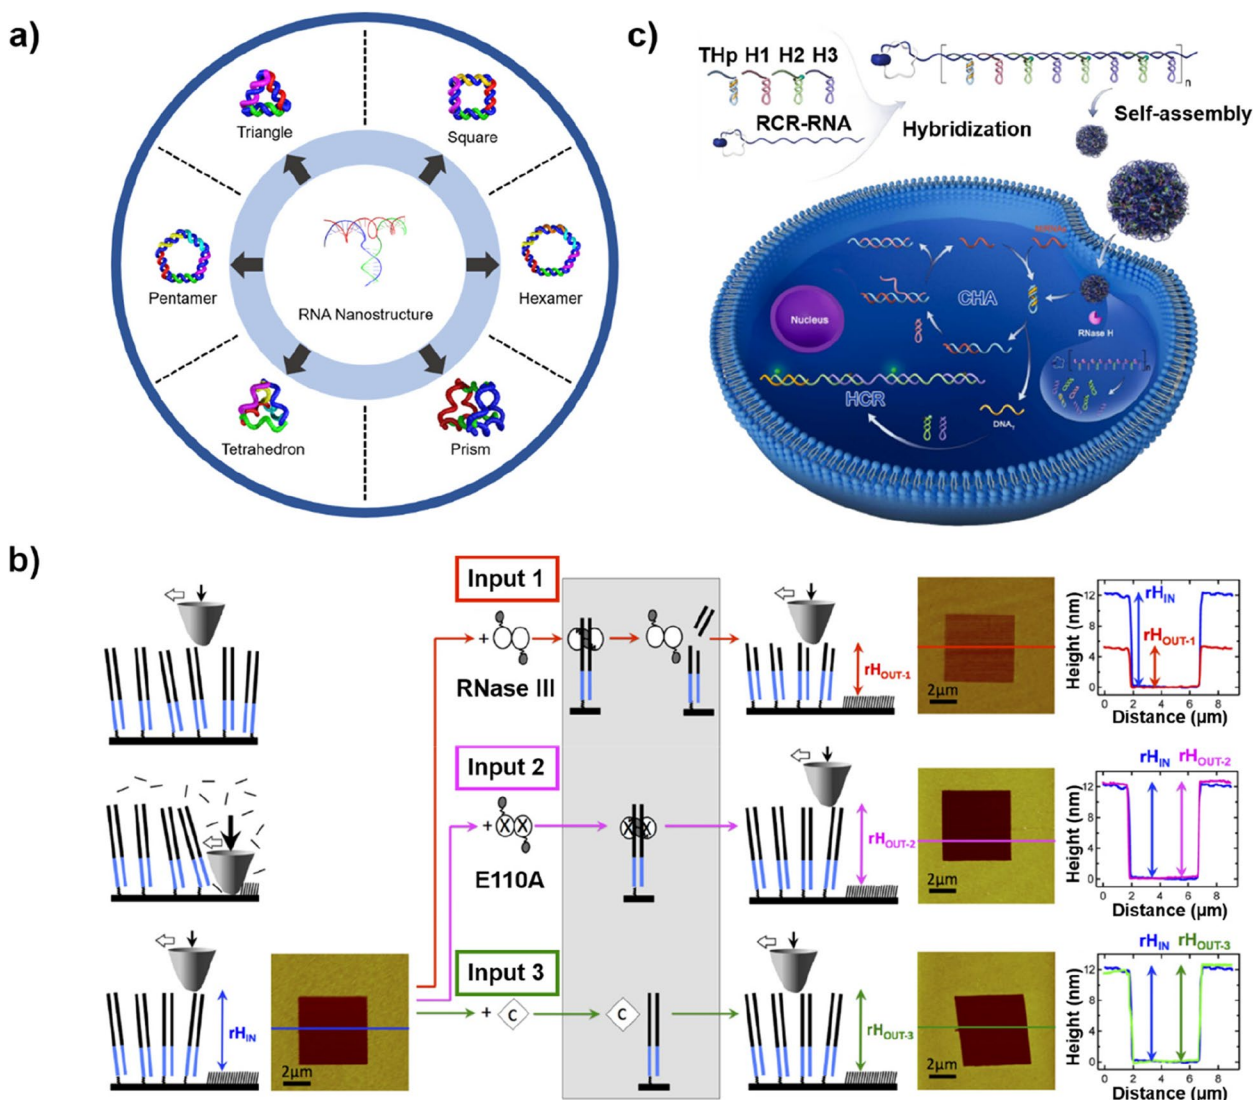 a)
Triangle
Square
Pentamer
Hexamer
RNA Nanostructure
Tetrahedron
Prism
c)
THp H1 H2 H3
RCR-RNA
Hybridization
n
Self-assembly
CHA
Nucleus
RNase H
n
HCR
DNA
b)
Input 1
+
RNase III
rHOUT-1
2μm
Height (nm)
12
8
4
0
rHIN
rHOUT-1
0 2 4 6 8
Distance (μm)
Input 2
+ X X
E110A
X X
rHOUT-2
2μm
rHIN rHOUT-2
Height (nm)
12
8
4
0
0 2 4 6 8
Distance (μm)
rHIN
2μm
Input 3
+ C
C
rHOUT-3
2μm
rHIN rHOUT-3
Height (nm)
12
8
4
0
0 2 4 6 8
Distance (μm)